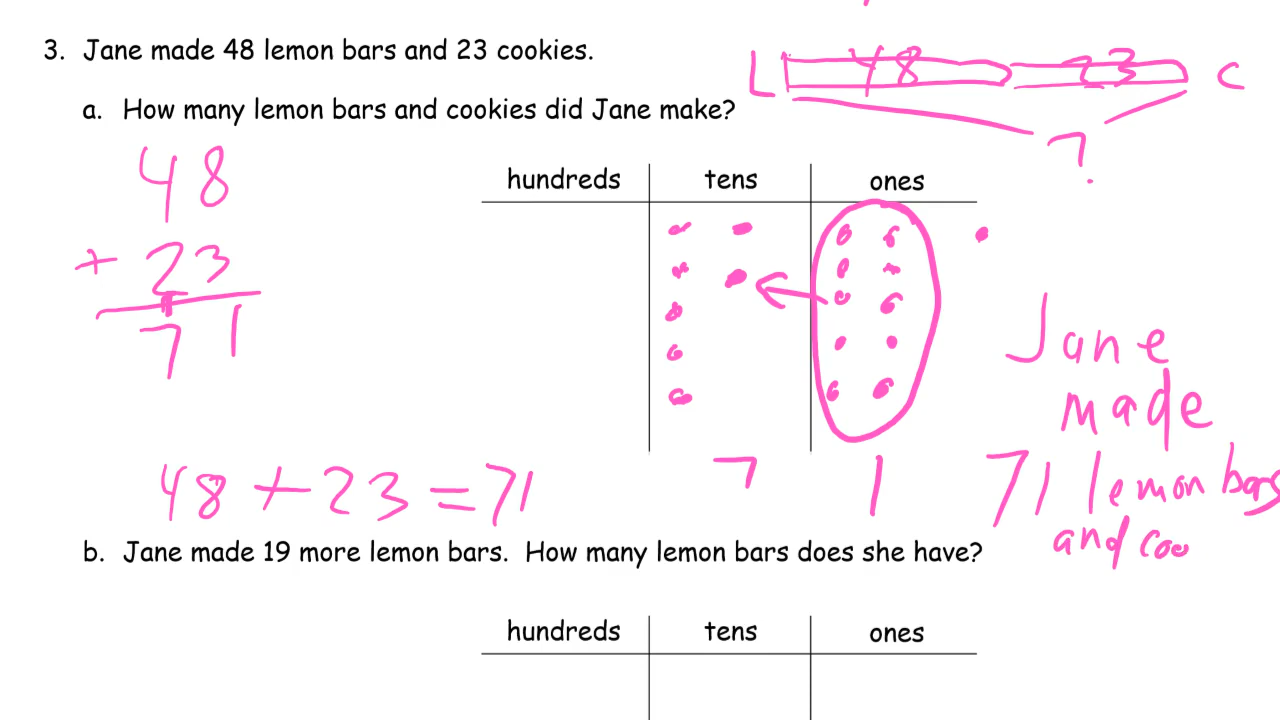 3. Jane made 48 lemon bars and 23 cookies.
L 48 23 C
a. How many lemon bars and cookies did Jane make?
?
48
+ 23
71
hundreds tens ones
Jane
made
7 1
71 lemon bars
and coo
48 + 23 = 71
b. Jane made 19 more lemon bars. How many lemon bars does she have?
hundreds tens ones